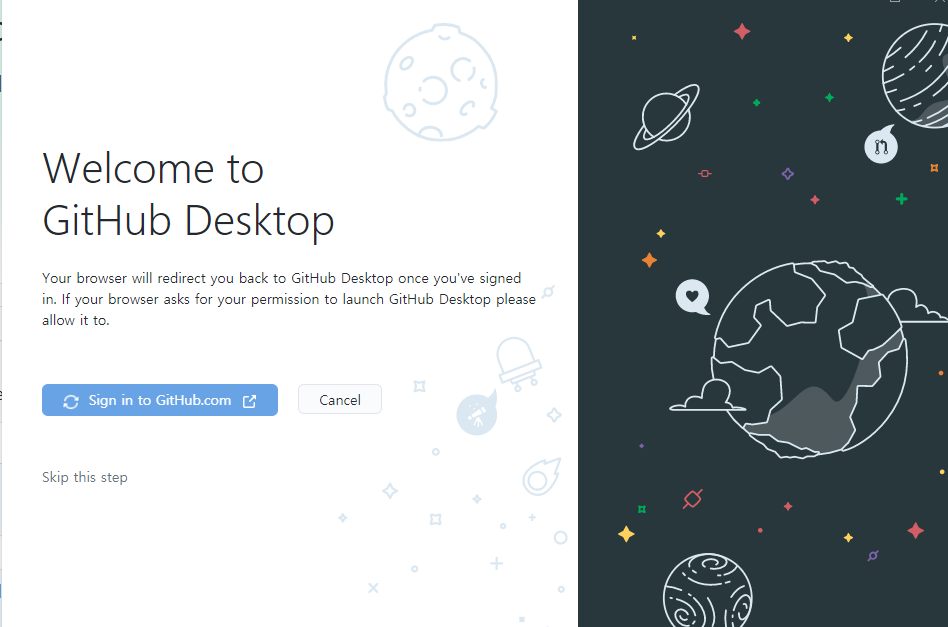 Welcome to
GitHub Desktop
Your browser will redirect you back to GitHub Desktop once you've signed
in. If your browser asks for your permission to launch GitHub Desktop please
allow it to.
Sign in to GitHub.com
Cancel
Skip this step